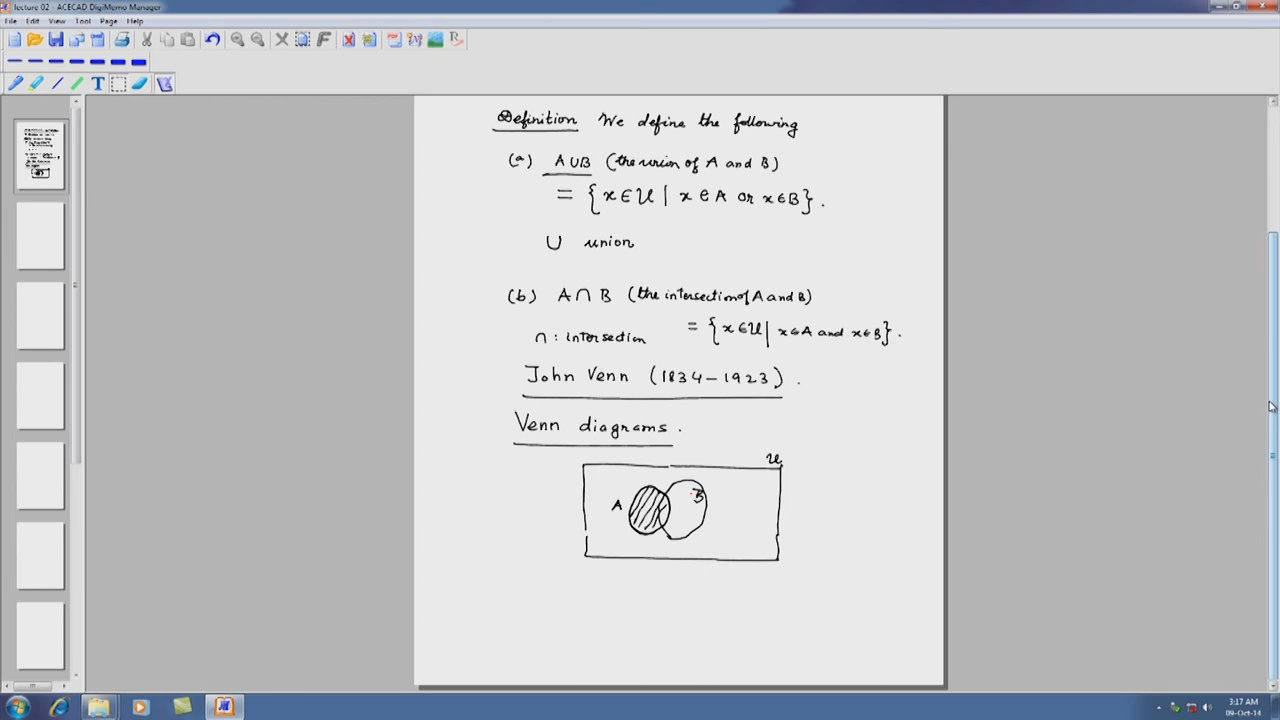 lecture 02 - ACECAD DigiMemo Manager
File Edit View Tool Page Help
Definition We define the following
(a) A∪B (the union of A and B)
= {x∈U | x∈A or x∈B}.
∪ union
(b) A∩B (the intersection of A and B)
= {x∈U | x∈A and x∈B}.
∩ : intersection
John Venn (1834–1923).
Venn diagrams.
U
A
B
3:17 AM
09-Oct-14